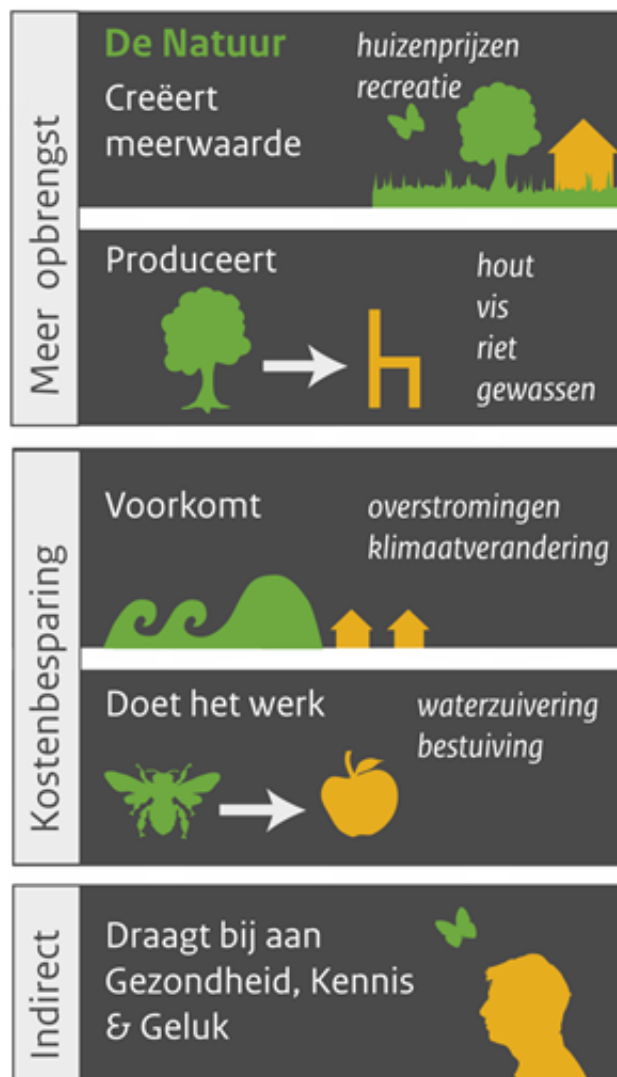 Meer opbrengst
De Natuur
Creëert
meerwaarde
huizenprijzen
recreatie
Produceert
hout
vis
riet
gewassen
Kostenbesparing
Voorkomt
overstromingen
klimaatverandering
Doet het werk
waterzuivering
bestuiving
Indirect
Draagt bij aan
Gezondheid, Kennis
& Geluk